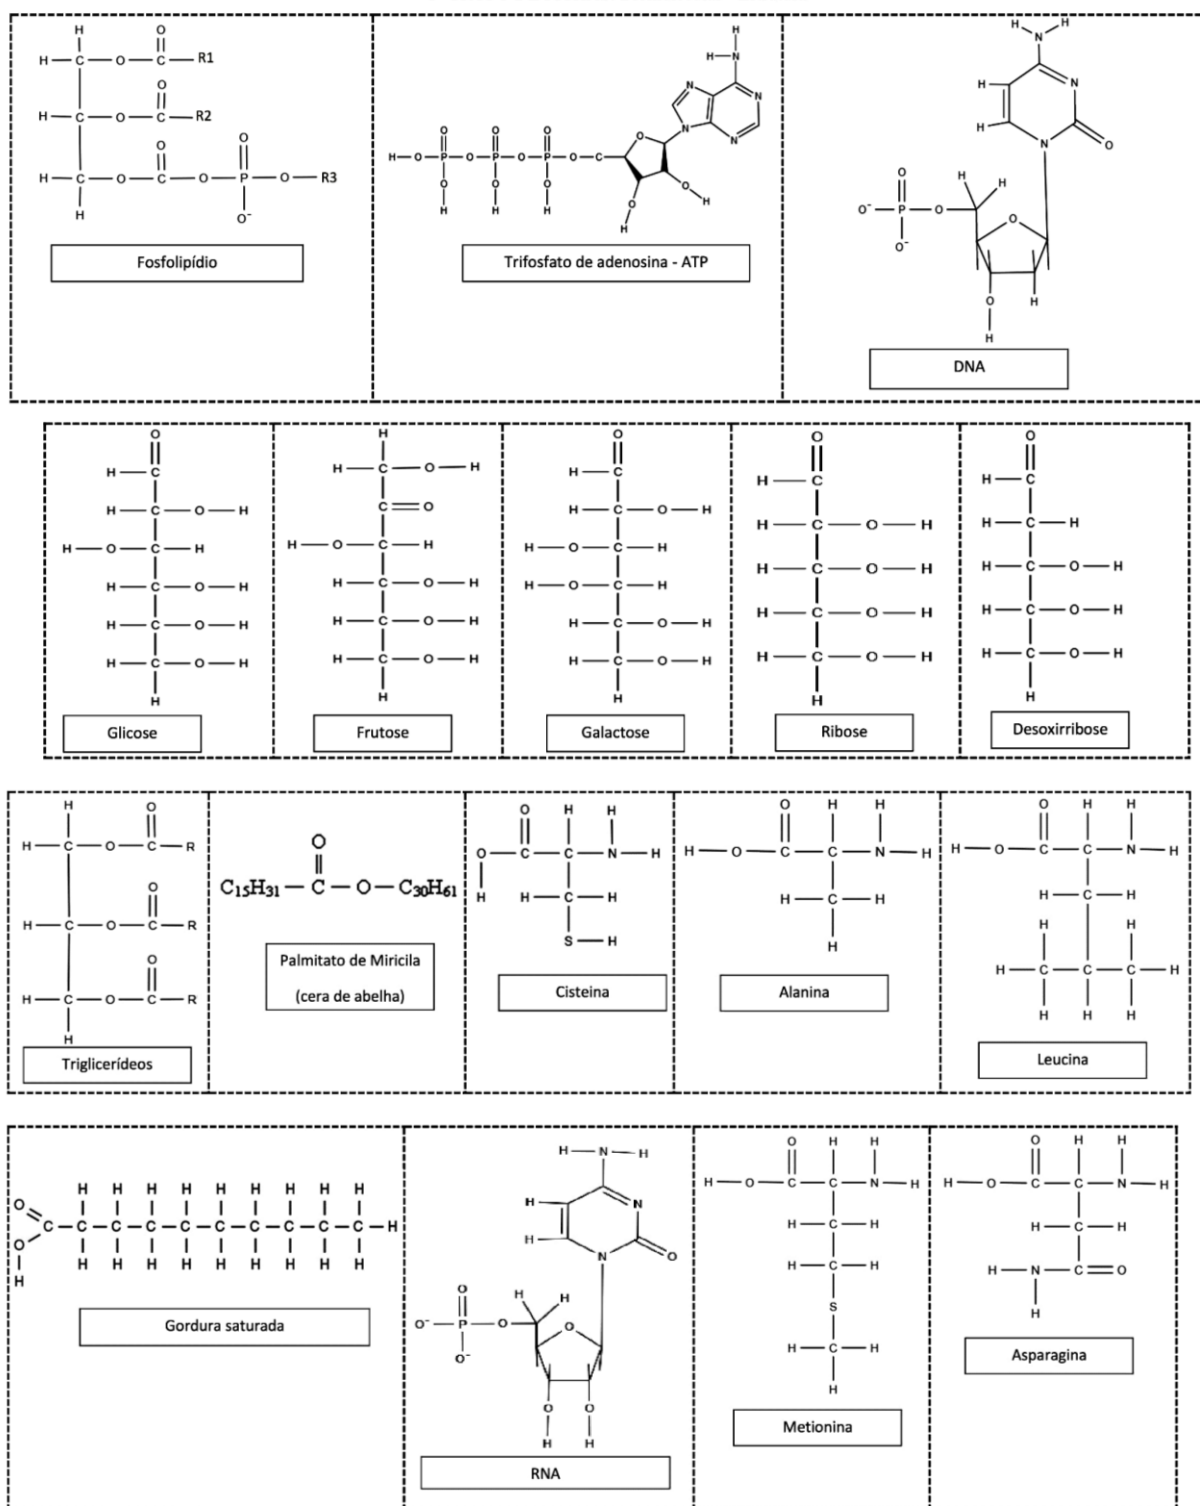 Fosfolipídio
Trifosfato de adenosina - ATP
DNA
Glicose
Frutose
Galactose
Ribose
Desoxirribose
Triglicerídeos
C15H31 — C — O — C30H61
Palmitato de Miricila
(cera de abelha)
Cisteina
Alanina
Leucina
Gordura saturada
RNA
Metionina
Asparagina